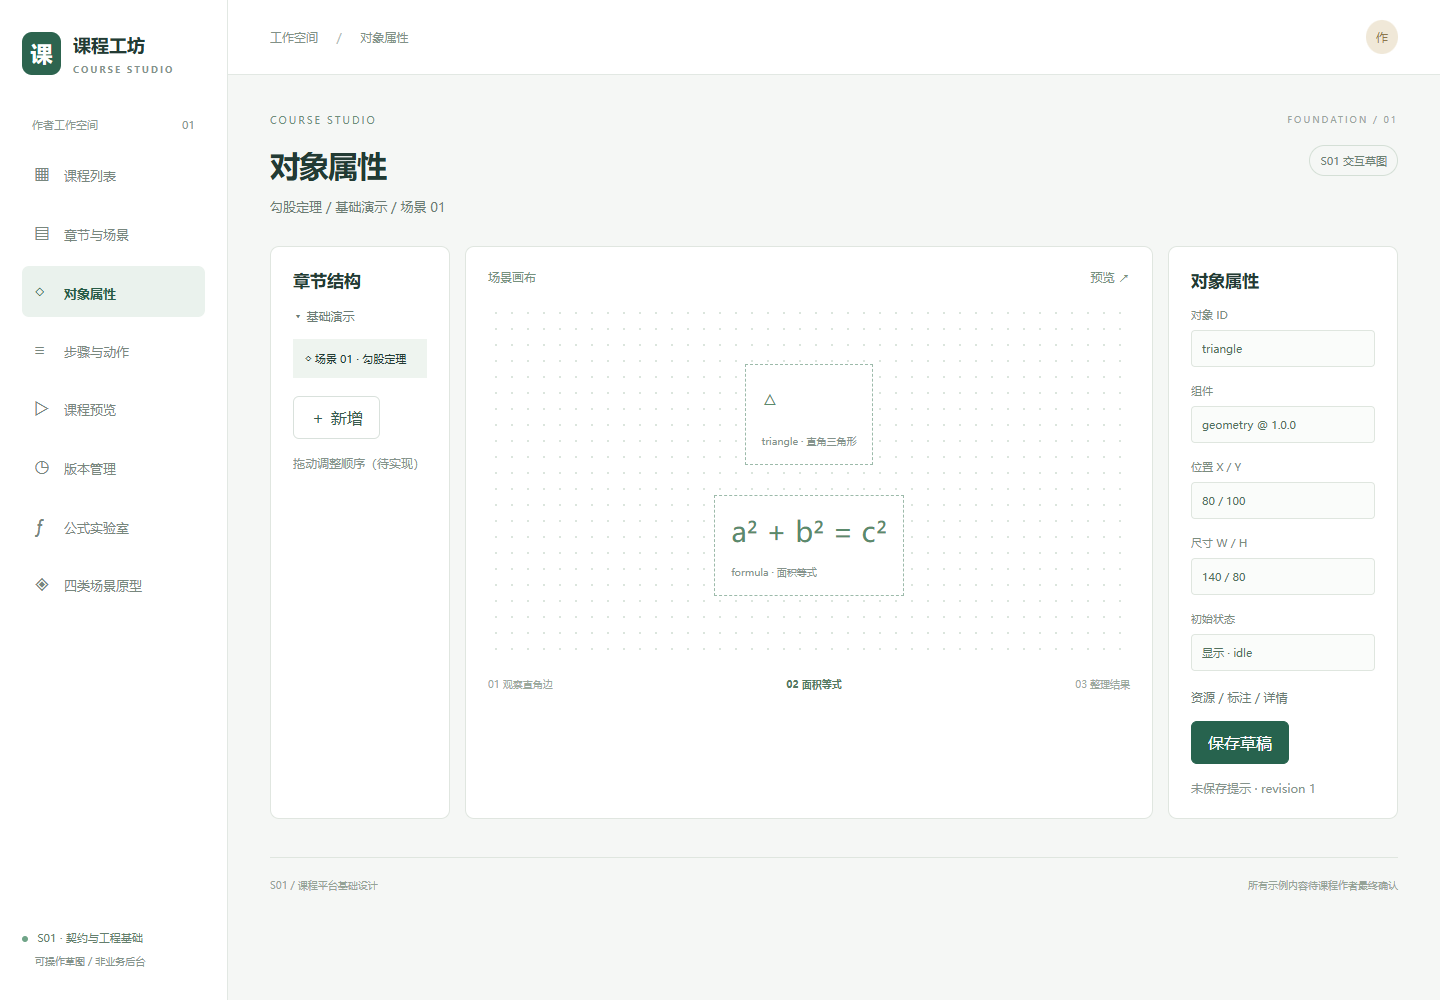 课 课程工坊
COURSE STUDIO
作者工作空间 01
课程列表
章节与场景
对象属性
步骤与动作
课程预览
版本管理
公式实验室
四类场景原型
S01 · 契约与工程基础
可操作草图 / 非业务后台
工作空间 / 对象属性
作
COURSE STUDIO
FOUNDATION / 01
对象属性
S01 交互草图
勾股定理 / 基础演示 / 场景 01
章节结构
基础演示
场景 01 · 勾股定理
+ 新增
拖动调整顺序（待实现）
场景画布
预览 ↗
triangle · 直角三角形
a² + b² = c²
formula · 面积等式
01 观察直角边
02 面积等式
03 整理结果
对象属性
对象 ID
triangle
组件
geometry @ 1.0.0
位置 X / Y
80 / 100
尺寸 W / H
140 / 80
初始状态
显示 · idle
资源 / 标注 / 详情
保存草稿
未保存提示 · revision 1
S01 / 课程平台基础设计
所有示例内容待课程作者最终确认